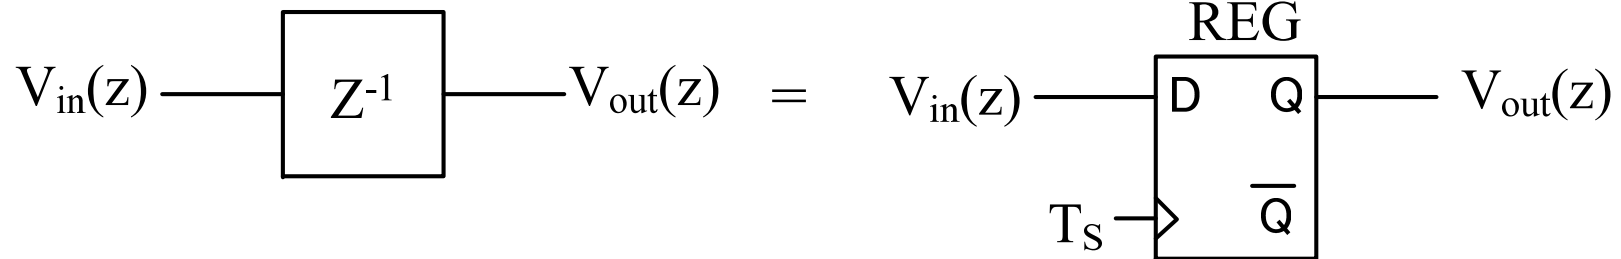 REG
Vin(z) Z-1 Vout(z) = Vin(z) D Q Vout(z)
TS Q̅